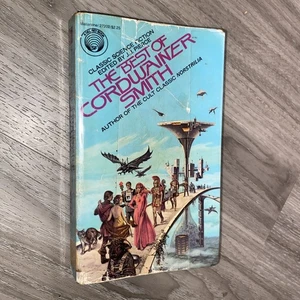 CLASSIC SCIENCE FICTION
EDITED BY J.J. PIERCE
THE BEST OF
CORDWAINER
SMITH
AUTHOR OF THE CULT CLASSIC NORSTRILIA